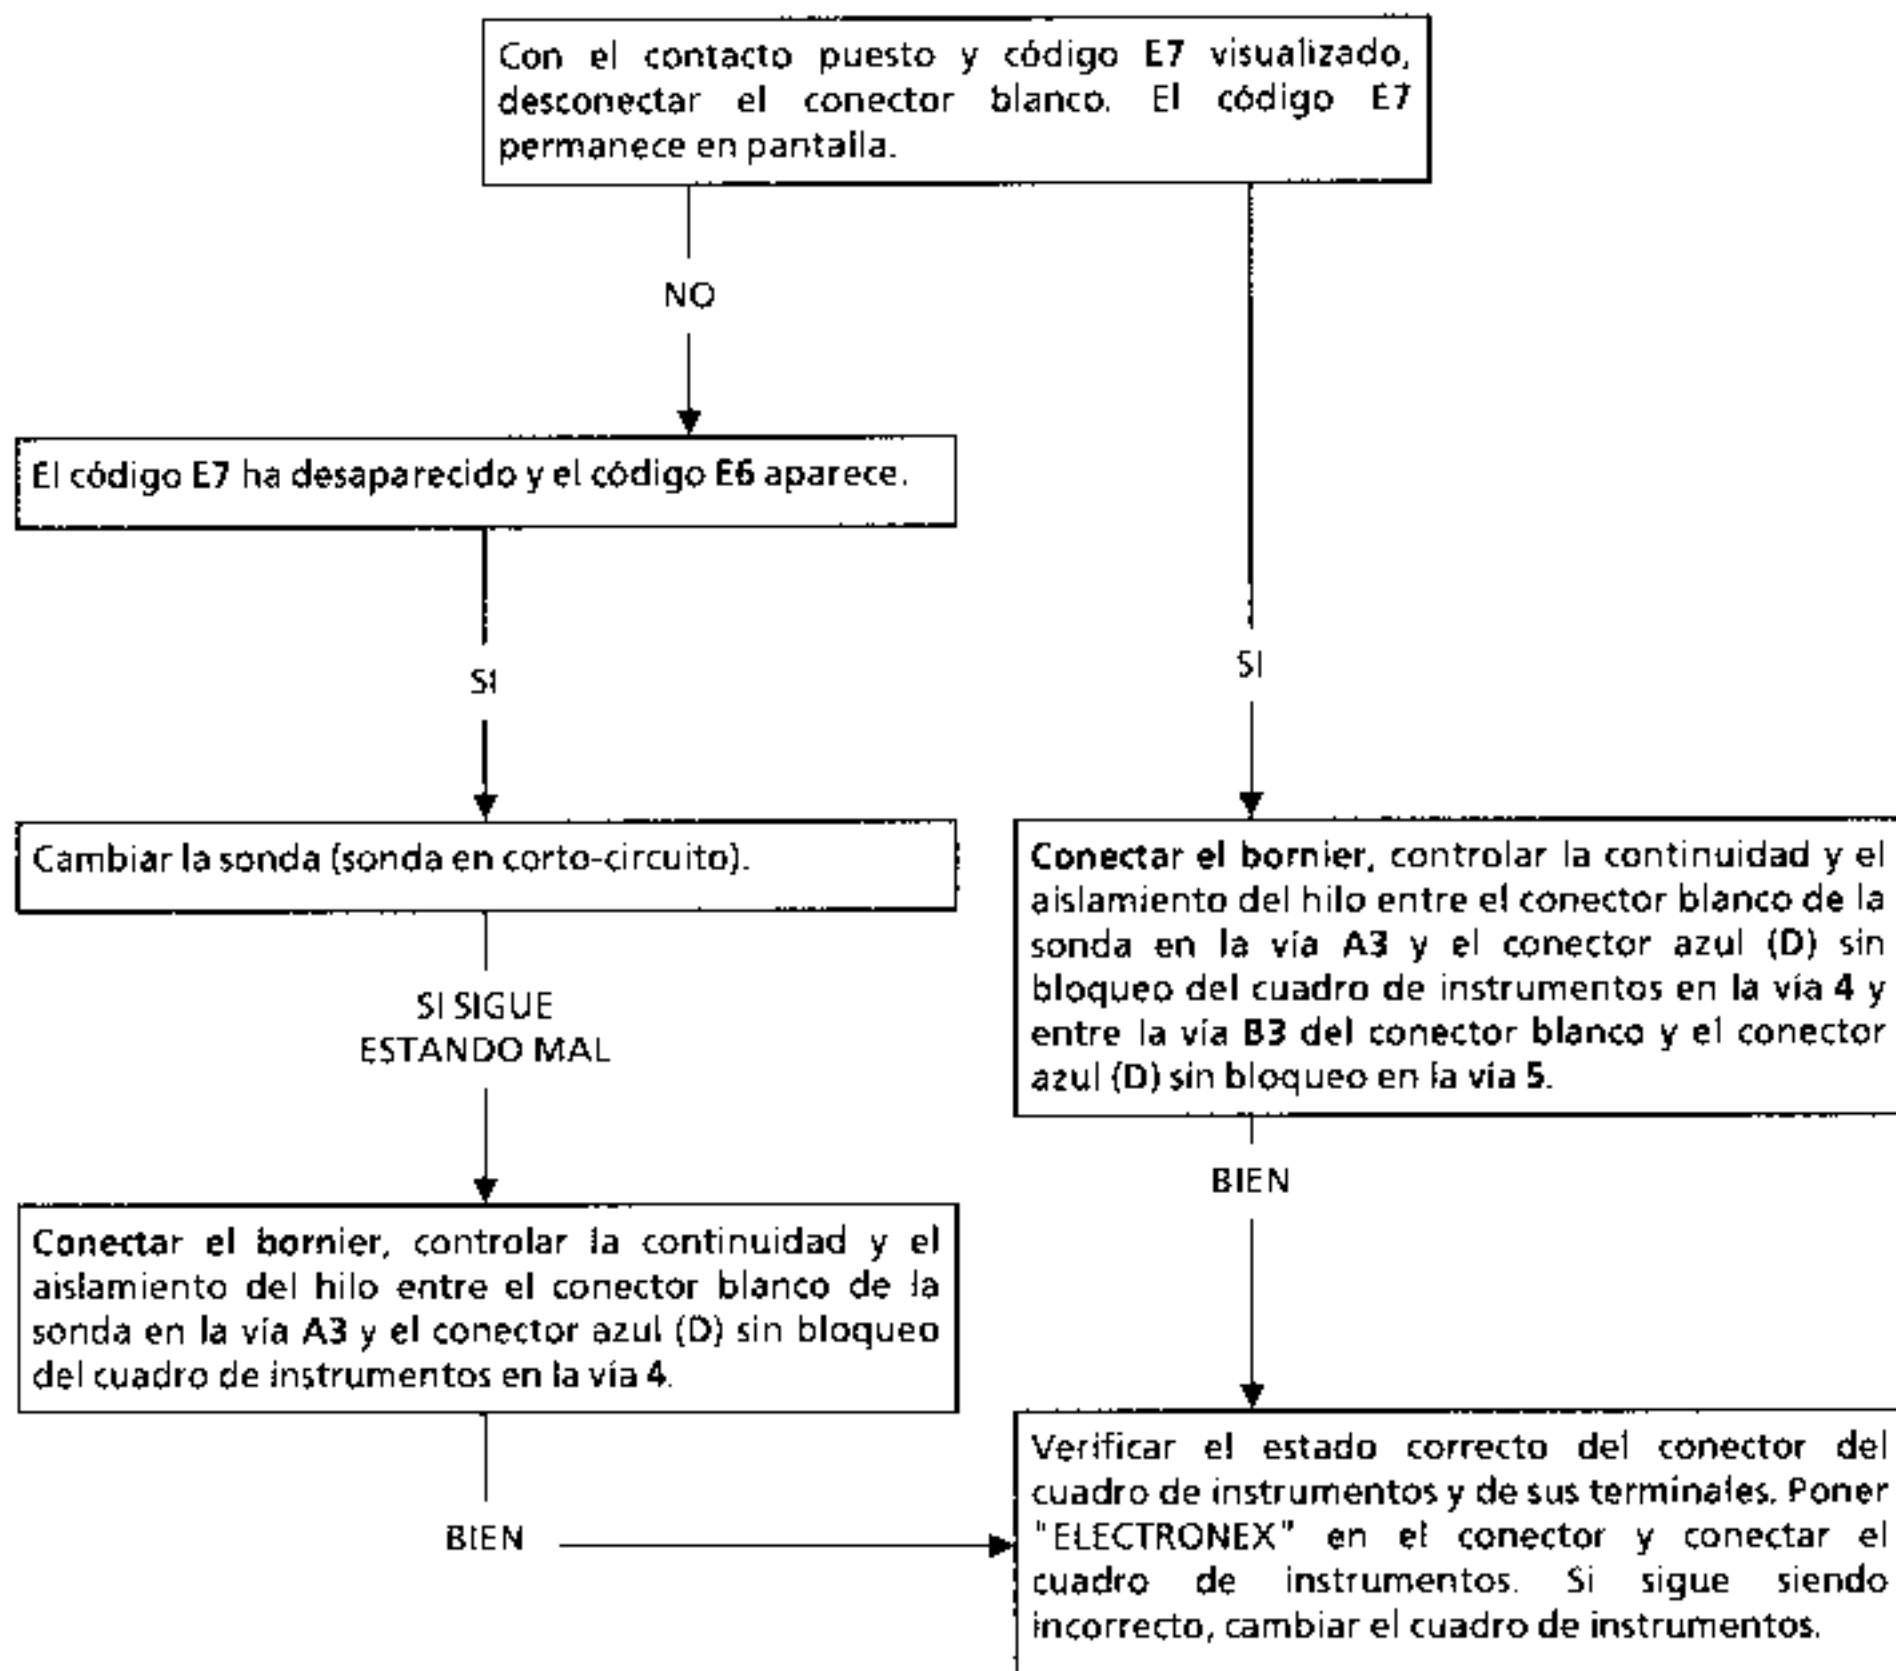 Con el contacto puesto y código E7 visualizado,
desconectar el conector blanco. El código E7
permanece en pantalla.
NO
El código E7 ha desaparecido y el código E6 aparece.
SI
SI
Cambiar la sonda (sonda en corto-circuito).
SI SIGUE
ESTANDO MAL
Conectar el bornier, controlar la continuidad y el
aislamiento del hilo entre el conector blanco de la
sonda en la vía A3 y el conector azul (D) sin
bloqueo del cuadro de instrumentos en la vía 4 y
entre la vía B3 del conector blanco y el conector
azul (D) sin bloqueo en la vía 5.
BIEN
Conectar el bornier, controlar la continuidad y el
aislamiento del hilo entre el conector blanco de la
sonda en la vía A3 y el conector azul (D) sin bloqueo
del cuadro de instrumentos en la vía 4.
BIEN
Verificar el estado correcto del conector del
cuadro de instrumentos y de sus terminales. Poner
"ELECTRONEX" en el conector y conectar el
cuadro de instrumentos. Si sigue siendo
incorrecto, cambiar el cuadro de instrumentos.